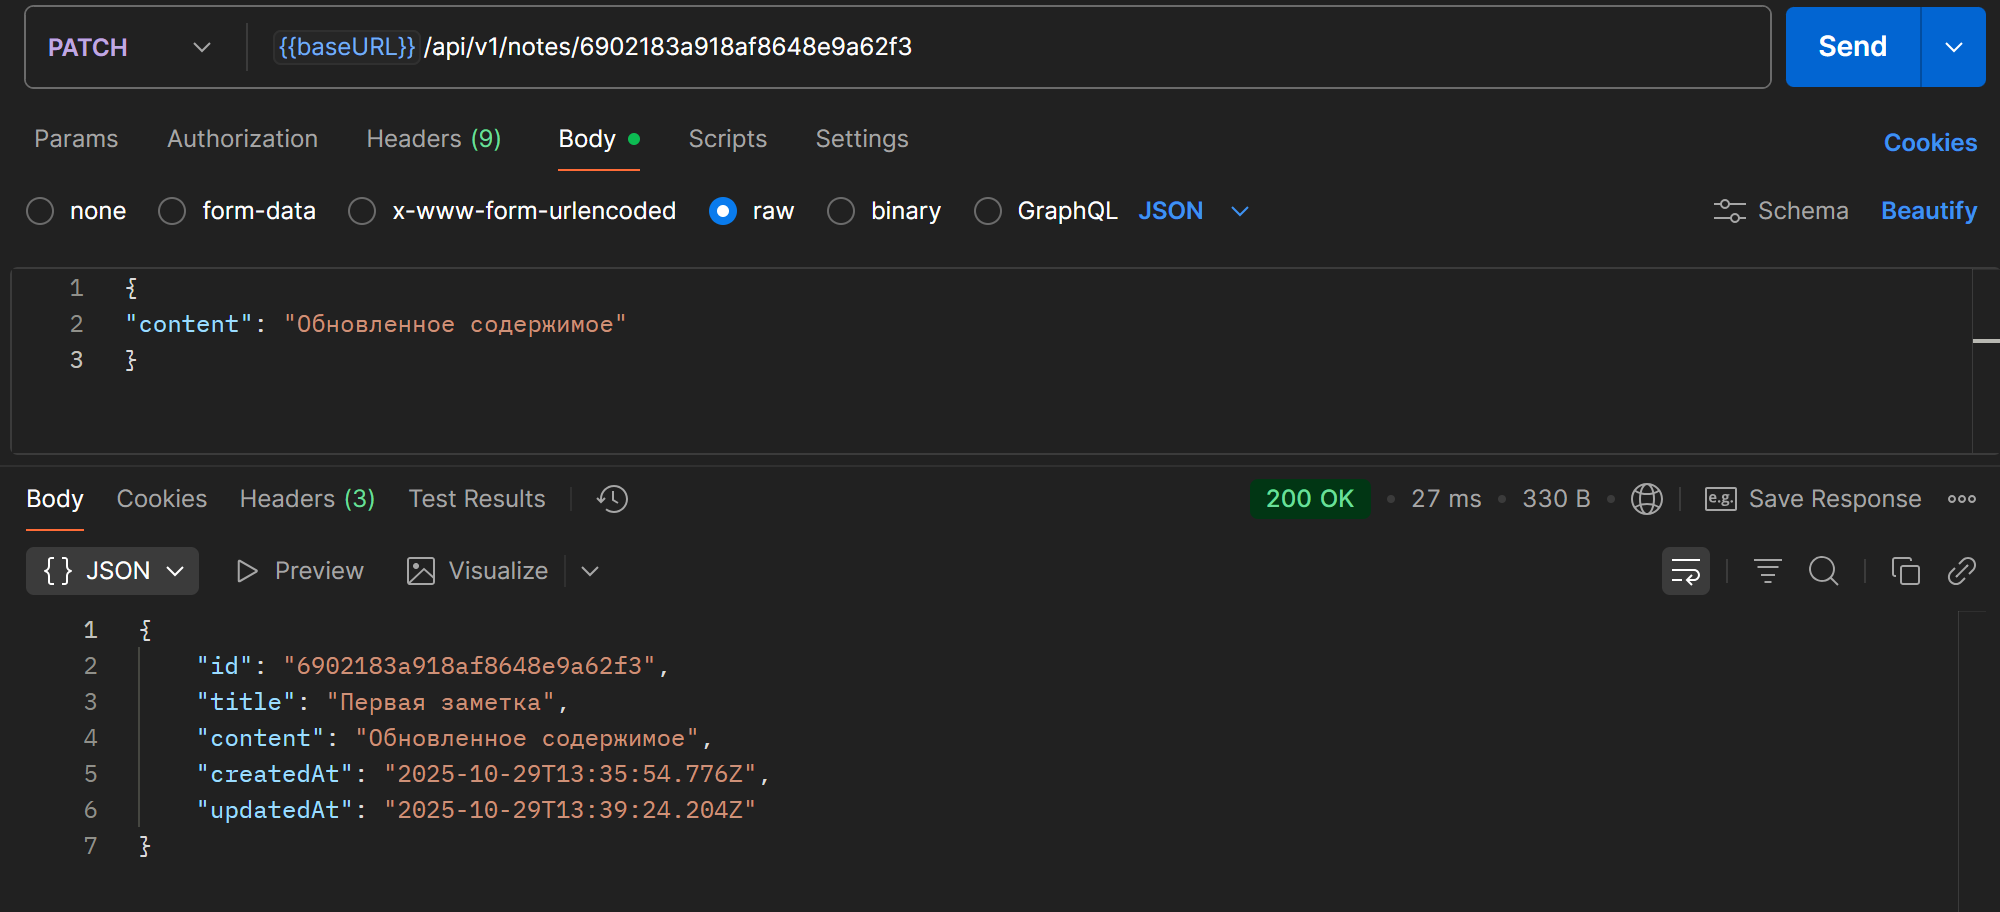 PATCH {{baseURL}}/api/v1/notes/6902183a918af8648e9a62f3 Send
Params Authorization Headers (9) Body Scripts Settings Cookies
none form-data x-www-form-urlencoded raw binary GraphQL JSON Schema Beautify
1 {
2 "content": "Обновленное содержимое"
3 }
Body Cookies Headers (3) Test Results 200 OK • 27 ms • 330 B • e.g. Save Response
{} JSON Preview Visualize
1 {
2 "id": "6902183a918af8648e9a62f3",
3 "title": "Первая заметка",
4 "content": "Обновленное содержимое",
5 "createdAt": "2025-10-29T13:35:54.776Z",
6 "updatedAt": "2025-10-29T13:39:24.204Z"
7 }